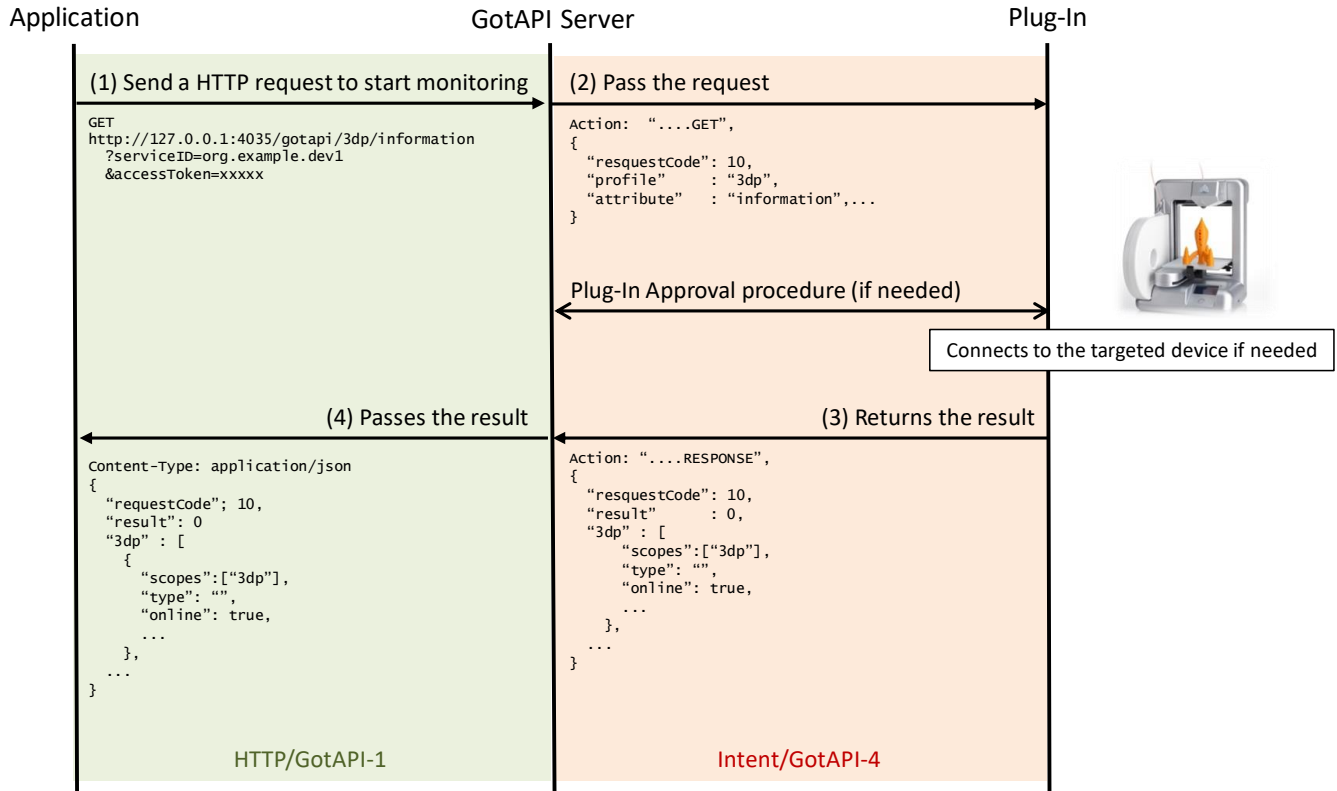 Application
GotAPI Server
Plug-In
(1) Send a HTTP request to start monitoring
(2) Pass the request
GET
http://127.0.0.1:4035/gotapi/3dp/information
?serviceID=org.example.dev1
&accessToken=xxxxx
Action:  “....GET”,
{
“resquestCode”: 10,
“profile”     : “3dp”,
“attribute”   : “information”,...
}
Plug-In Approval procedure (if needed)
Connects to the targeted device if needed
(4) Passes the result
(3) Returns the result
Content-Type: application/json
{
“requestCode”; 10,
“result”: 0
“3dp” : [
{
“scopes”:[“3dp”],
“type”: “”,
“online”: true,
...
},
...
}
Action: “....RESPONSE”,
{
“resquestCode”: 10,
“result”      : 0,
“3dp” : [
“scopes”:[“3dp”],
“type”: “”,
“online”: true,
...
},
...
}
HTTP/GotAPI-1
Intent/GotAPI-4